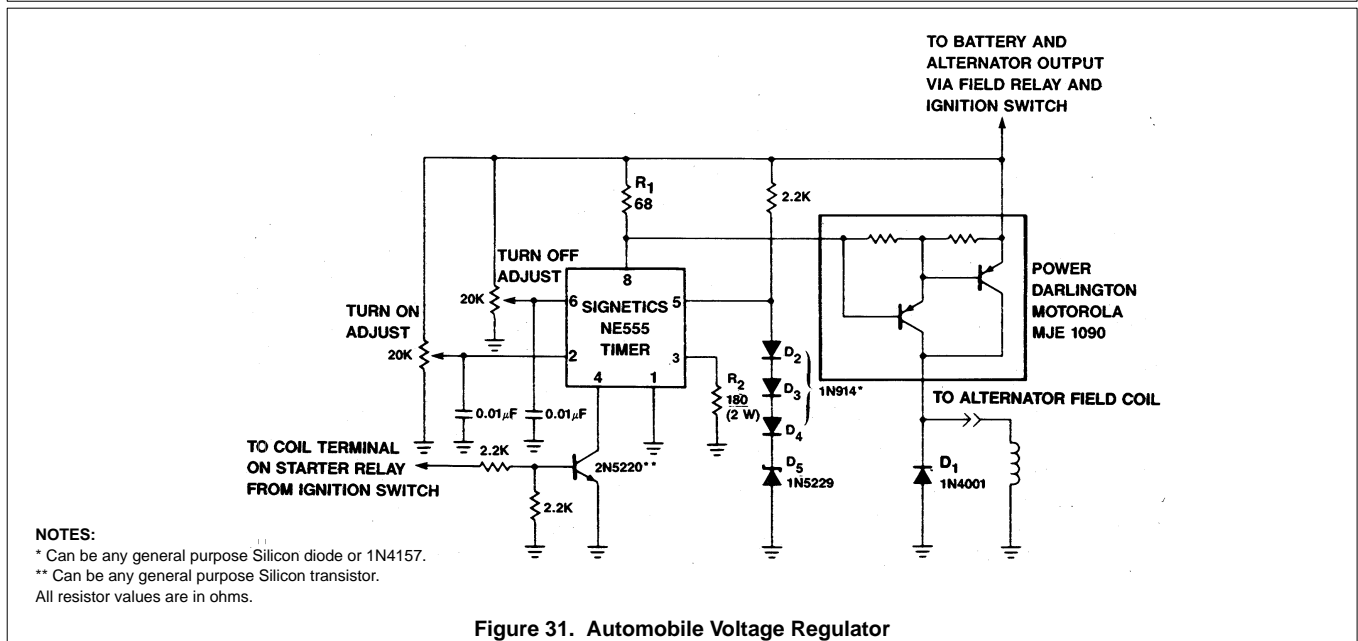 TO BATTERY AND
ALTERNATOR OUTPUT
VIA FIELD RELAY AND
IGNITION SWITCH
R1
68
2.2K
TURN OFF
ADJUST
20K
TURN ON
ADJUST
20K
8
6
5
SIGNETICS
NE555
TIMER
2
3
4
1
POWER
DARLINGTON
MOTOROLA
MJE 1090
D2
D3
D4
1N914*
R2
180
(2 W)
0.01µF
0.01µF
TO ALTERNATOR FIELD COIL
TO COIL TERMINAL
ON STARTER RELAY
FROM IGNITION SWITCH
2.2K
2N5220**
2.2K
D5
1N5229
D1
1N4001
NOTES:
* Can be any general purpose Silicon diode or 1N4157.
** Can be any general purpose Silicon transistor.
All resistor values are in ohms.
Figure 31. Automobile Voltage Regulator